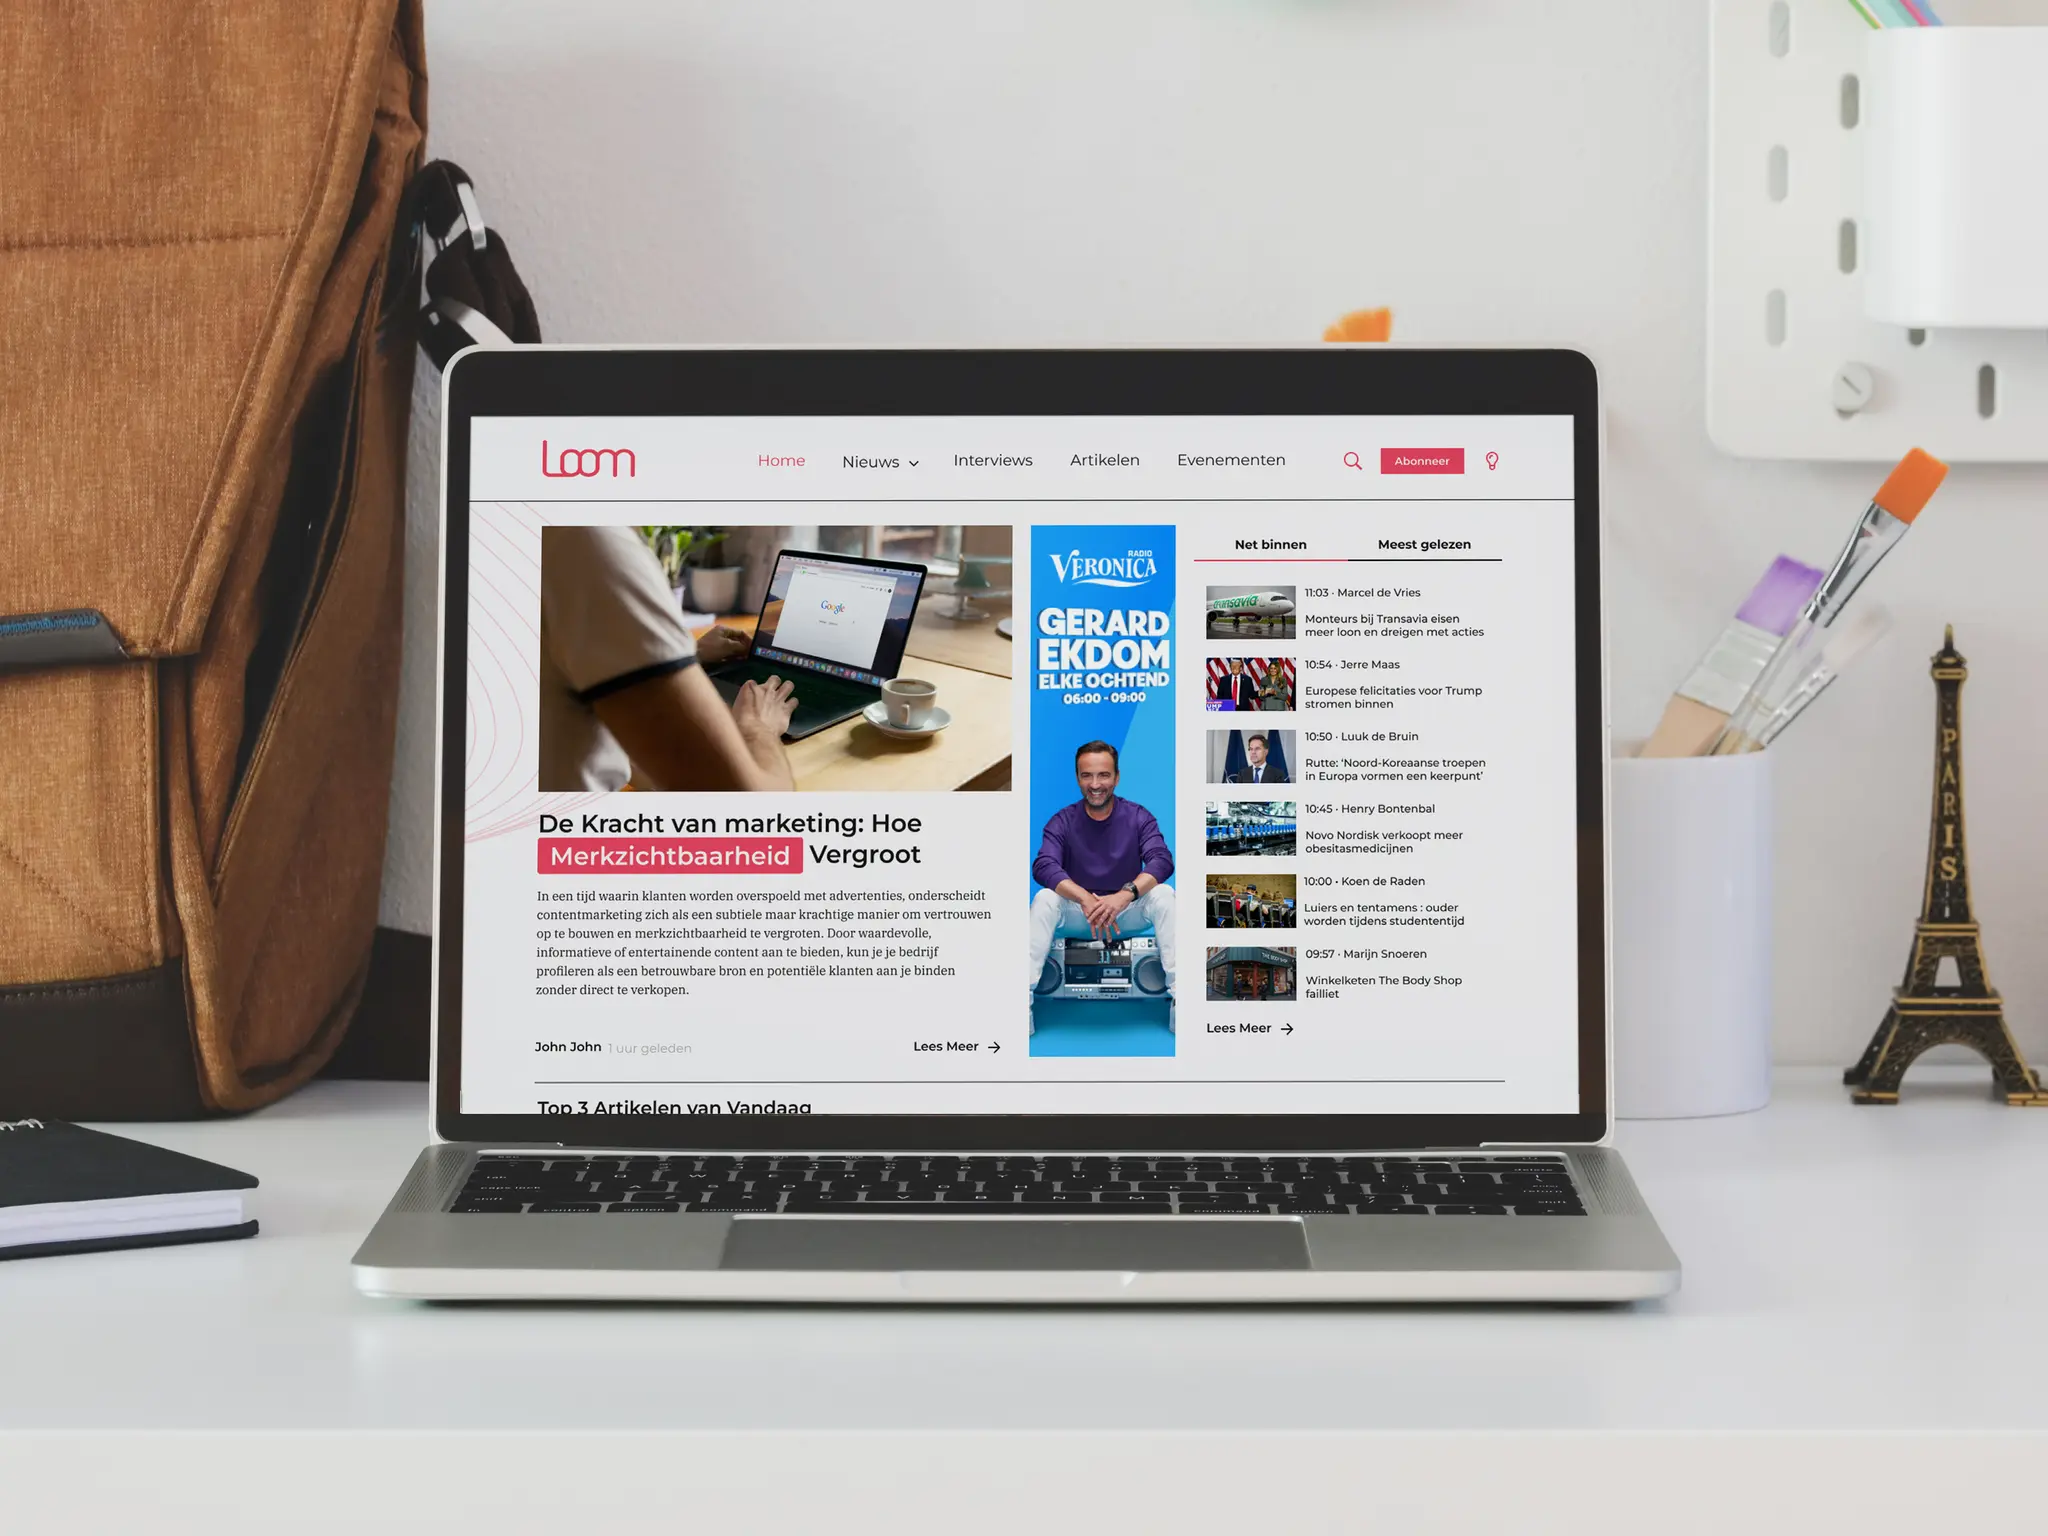 Loom
Home
Nieuws
Interviews
Artikelen
Evenementen
Abonneer
Google
De Kracht van marketing: Hoe
Merkzichtbaarheid Vergroot
In een tijd waarin klanten worden overspoeld met advertenties, onderscheidt
contentmarketing zich als een subtiele maar krachtige manier om vertrouwen
op te bouwen en merkzichtbaarheid te vergroten. Door waardevolle,
informatieve of entertainende content aan te bieden, kun je je bedrijf
profileren als een betrouwbare bron en potentiële klanten aan je binden
zonder direct te verkopen.
John John 1 uur geleden
Lees Meer
RADIO
VERONICA
GERARD
EKDOM
ELKE OCHTEND
06:00 - 09:00
Net binnen
Meest gelezen
transavia
11:03 · Marcel de Vries
Monteurs bij Transavia eisen
meer loon en dreigen met acties
10:54 · Jerre Maas
Europese felicitaties voor Trump
stromen binnen
10:50 · Luuk de Bruin
Rutte: ‘Noord-Koreaanse troepen
in Europa vormen een keerpunt’
10:45 · Henry Bontenbal
Novo Nordisk verkoopt meer
obesitasmedicijnen
10:00 • Koen de Raden
Luiers en tentamens : ouder
worden tijdens studententijd
THE BODY SHOP
09:57 · Marijn Snoeren
Winkelketen The Body Shop
failliet
Lees Meer
Top 3 Artikelen van Vandaag
PARIS